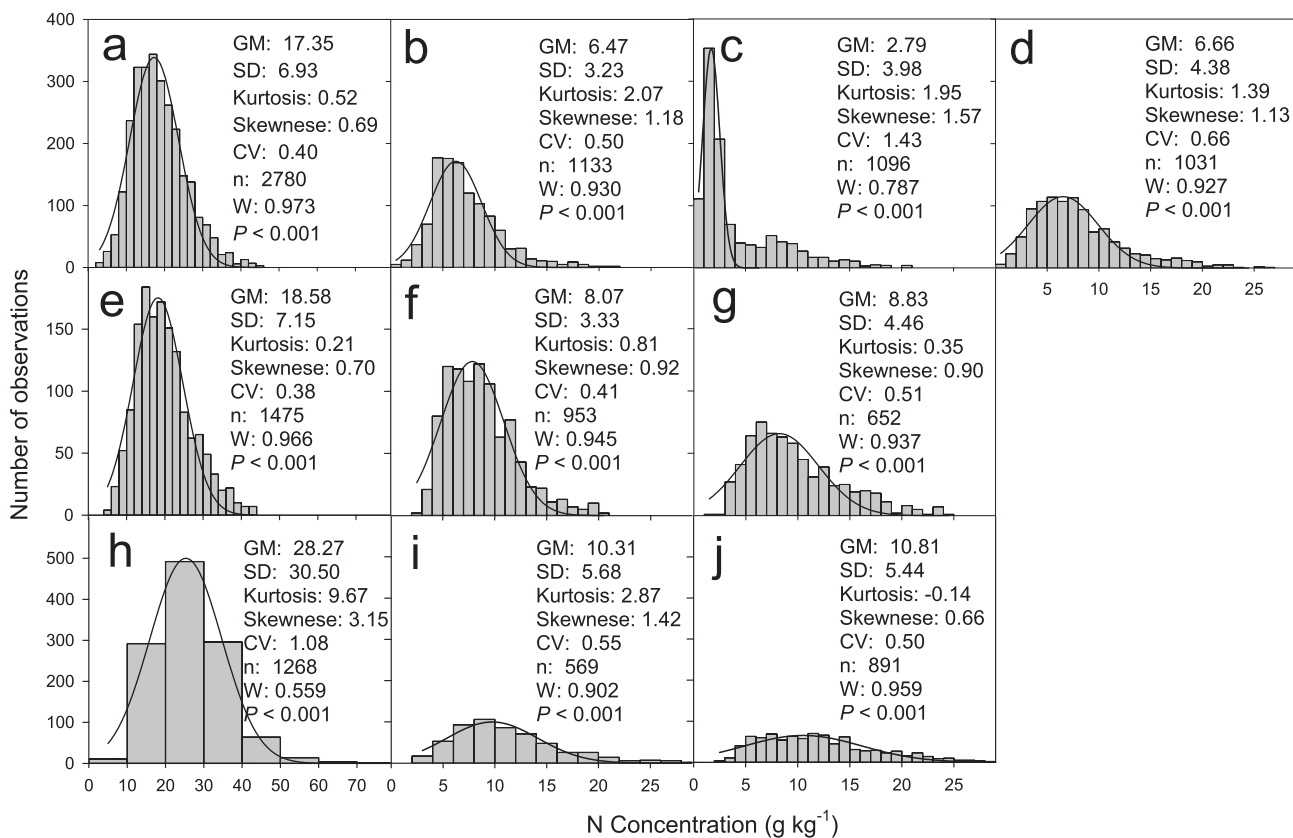 400
300
200
100
0
a
GM: 17.35
SD: 6.93
Kurtosis: 0.52
Skewnese: 0.69
CV: 0.40
n: 2780
W: 0.973
P < 0.001
b
GM: 6.47
SD: 3.23
Kurtosis: 2.07
Skewnese: 1.18
CV: 0.50
n: 1133
W: 0.930
P < 0.001
c
GM: 2.79
SD: 3.98
Kurtosis: 1.95
Skewnese: 1.57
CV: 1.43
n: 1096
W: 0.787
P < 0.001
d
GM: 6.66
SD: 4.38
Kurtosis: 1.39
Skewnese: 1.13
CV: 0.66
n: 1031
W: 0.927
P < 0.001
5 10 15 20 25
Number of observations
150
100
50
0
e
GM: 18.58
SD: 7.15
Kurtosis: 0.21
Skewnese: 0.70
CV: 0.38
n: 1475
W: 0.966
P < 0.001
f
GM: 8.07
SD: 3.33
Kurtosis: 0.81
Skewnese: 0.92
CV: 0.41
n: 953
W: 0.945
P < 0.001
g
GM: 8.83
SD: 4.46
Kurtosis: 0.35
Skewnese: 0.90
CV: 0.51
n: 652
W: 0.937
P < 0.001
500
400
300
200
100
0
h
GM: 28.27
SD: 30.50
Kurtosis: 9.67
Skewnese: 3.15
CV: 1.08
n: 1268
W: 0.559
P < 0.001
i
GM: 10.31
SD: 5.68
Kurtosis: 2.87
Skewnese: 1.42
CV: 0.55
n: 569
W: 0.902
P < 0.001
j
GM: 10.81
SD: 5.44
Kurtosis: -0.14
Skewnese: 0.66
CV: 0.50
n: 891
W: 0.959
P < 0.001
0 10 20 30 40 50 60 70
0 5 10 15 20 25
0 5 10 15 20 25
N Concentration (g kg⁻¹)